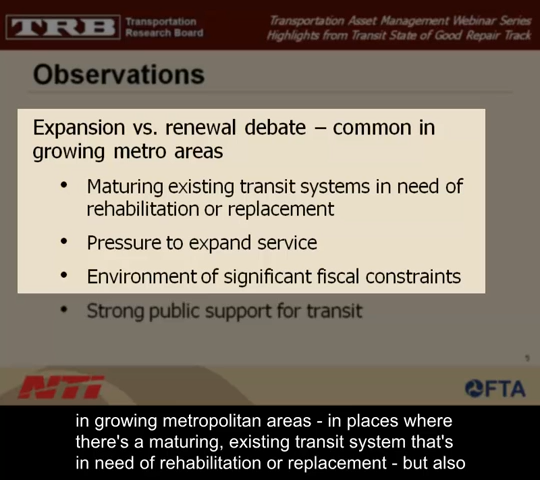 TRB Transportation Research Board
Transportation Asset Management Webinar Series
Highlights from Transit State of Good Repair Track
Observations
Expansion vs. renewal debate – common in
growing metro areas
• Maturing existing transit systems in need of
rehabilitation or replacement
• Pressure to expand service
• Environment of significant fiscal constraints
• Strong public support for transit
5
NTI
FTA
in growing metropolitan areas - in places where
there's a maturing, existing transit system that's
in need of rehabilitation or replacement - but also